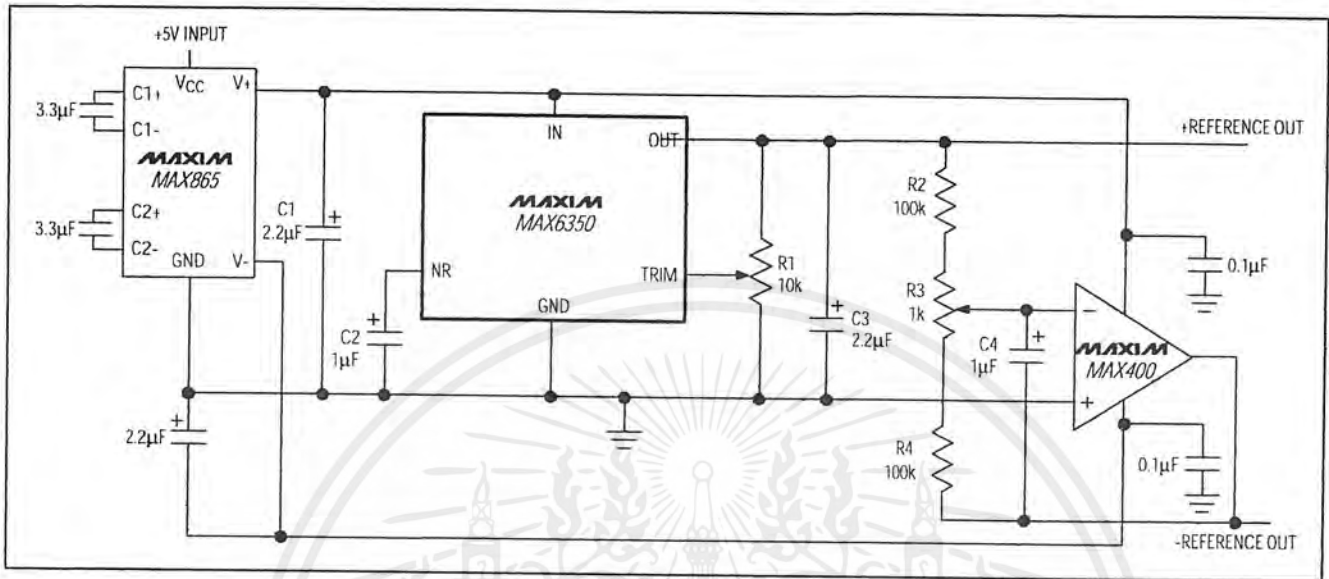 +5V INPUT
VCC
V+
C1+
C1-
3.3µF
MAXIM
MAX865
C2+
C2-
3.3µF
GND
V-
C1
2.2µF
+
2.2µF
+
IN
OUT
MAXIM
MAX6350
NR
TRIM
GND
C2
1µF
+
R1
10k
C3
2.2µF
+
R2
100k
R3
1k
R4
100k
C4
1µF
+
-
+
MAXIM
MAX400
0.1µF
0.1µF
+REFERENCE OUT
-REFERENCE OUT